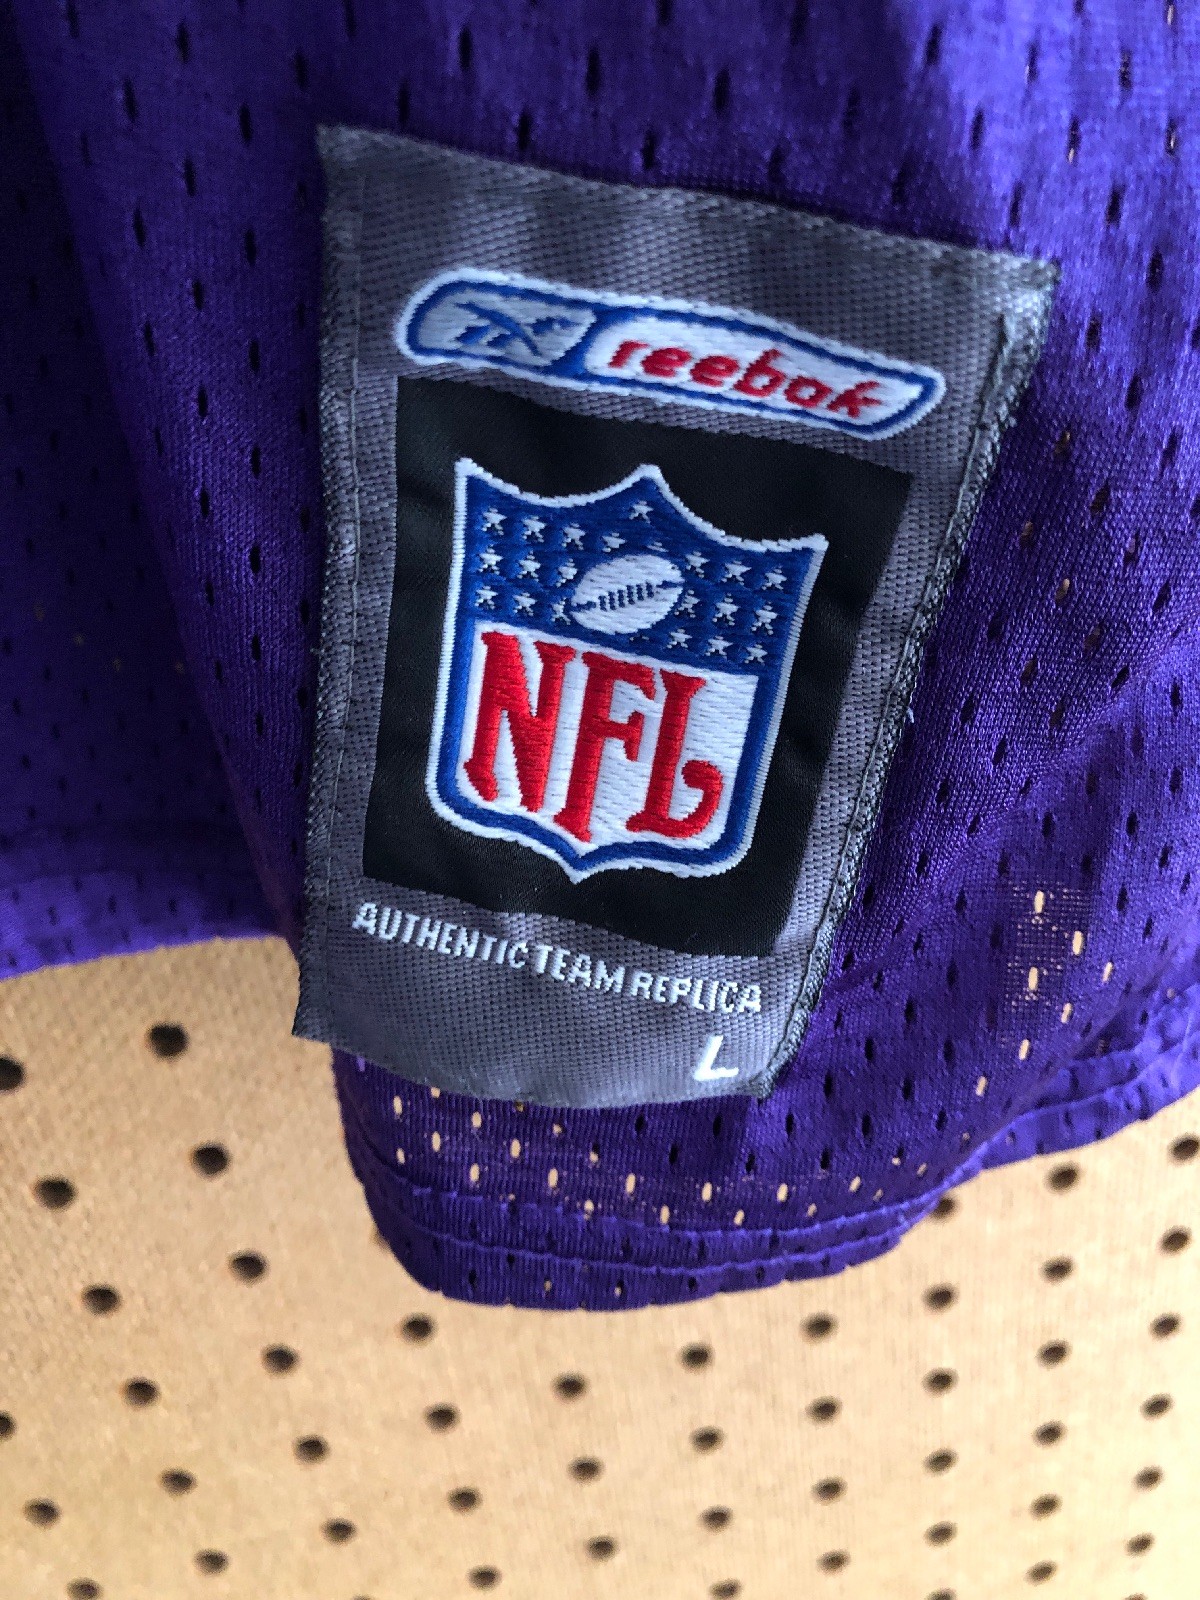 reebok
NFL
AUTHENTIC TEAM REPLICA
L